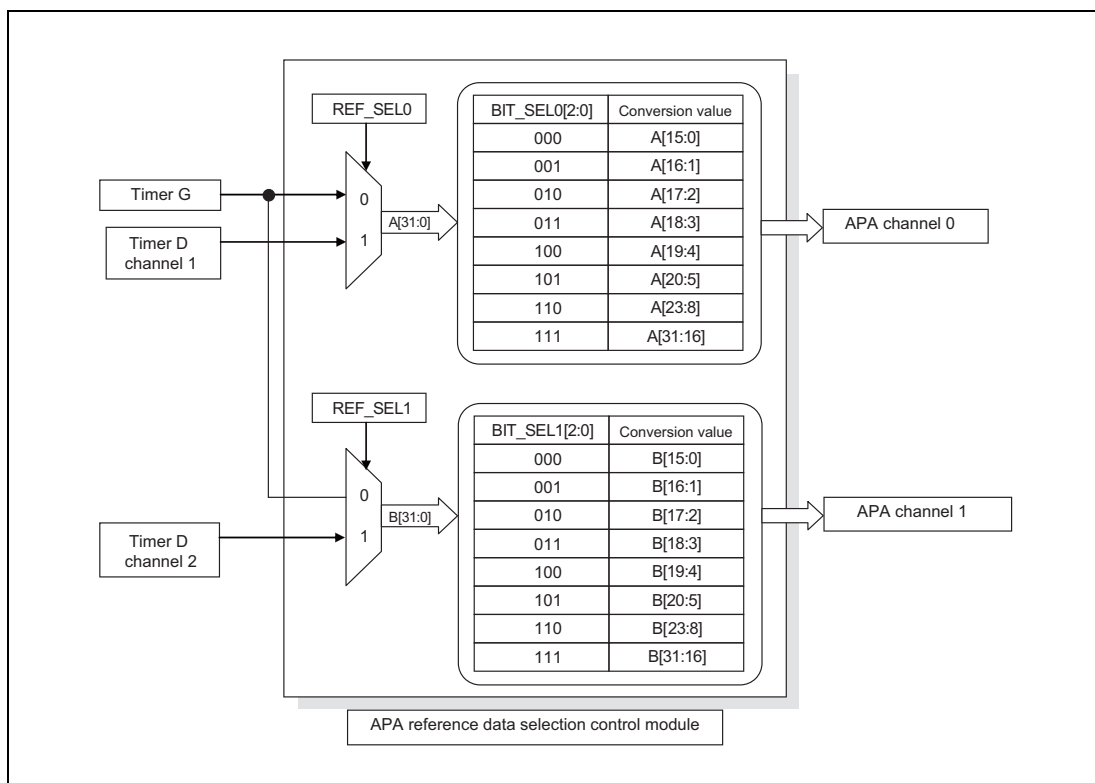 REF_SEL0
BIT_SEL0[2:0] Conversion value
000 A[15:0]
001 A[16:1]
010 A[17:2]
011 A[18:3]
100 A[19:4]
101 A[20:5]
110 A[23:8]
111 A[31:16]
Timer G
Timer D
channel 1
0
1
A[31:0]
APA channel 0
REF_SEL1
BIT_SEL1[2:0] Conversion value
000 B[15:0]
001 B[16:1]
010 B[17:2]
011 B[18:3]
100 B[19:4]
101 B[20:5]
110 B[23:8]
111 B[31:16]
0
1
B[31:0]
Timer D
channel 2
APA channel 1
APA reference data selection control module